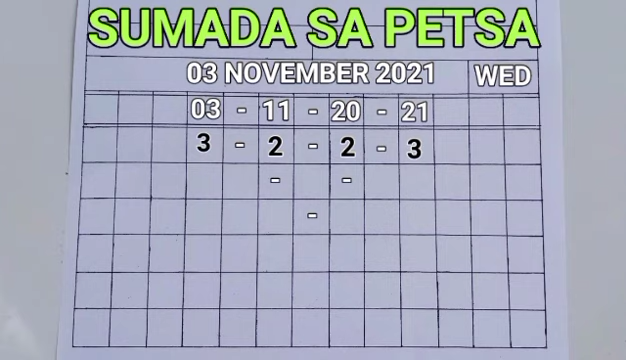 SUMADA SA PETSA
03 NOVEMBER 2021 WED
03 - 11 - 20 - 21
3 - 2 - 2 - 3
- -
-